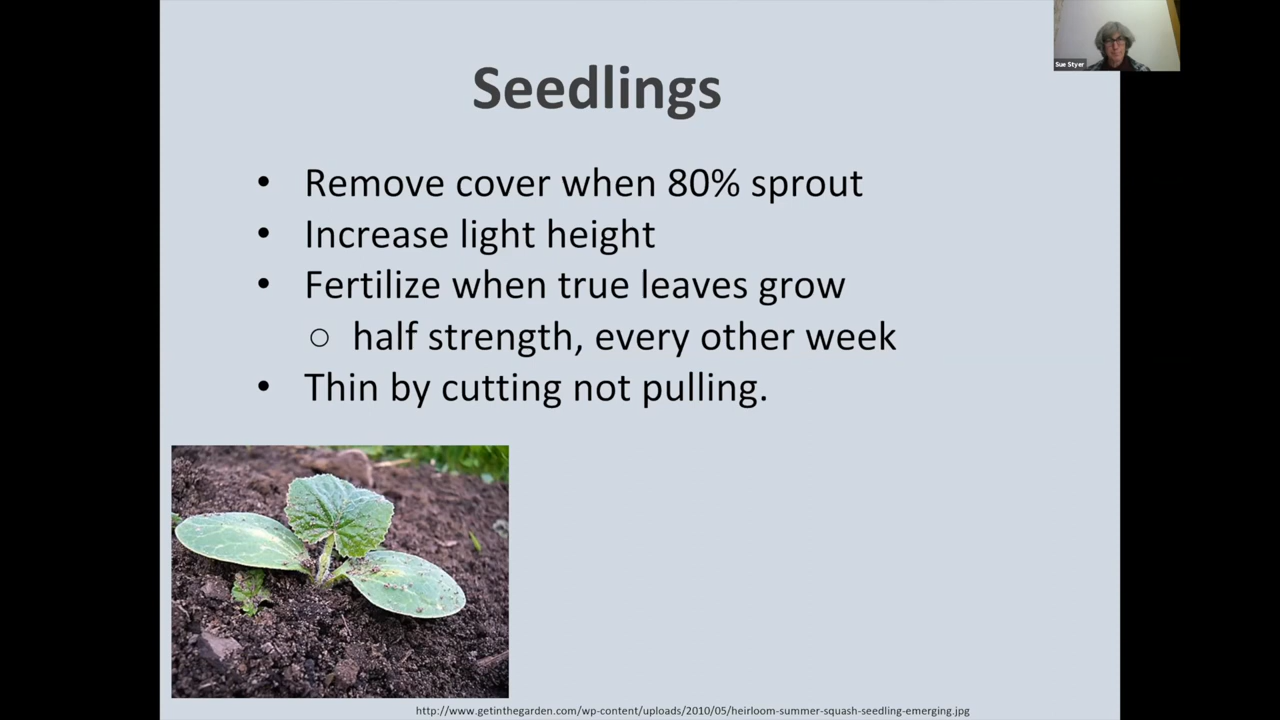 Sue Styer
Seedlings
• Remove cover when 80% sprout
• Increase light height
• Fertilize when true leaves grow
○ half strength, every other week
• Thin by cutting not pulling.
http://www.getinthegarden.com/wp-content/uploads/2010/05/heirloom-summer-squash-seedling-emerging.jpg